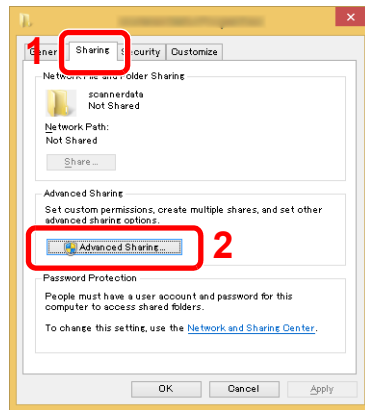 1
General Sharing Security Customize
Network File and Folder Sharing
scannerdata
Not Shared
Network Path:
Not Shared
Share...
Advanced Sharing
Set custom permissions, create multiple shares, and set other
advanced sharing options.
Advanced Sharing...
2
Password Protection
People must have a user account and password for this
computer to access shared folders.
To change this setting, use the Network and Sharing Center.
OK Cancel Apply